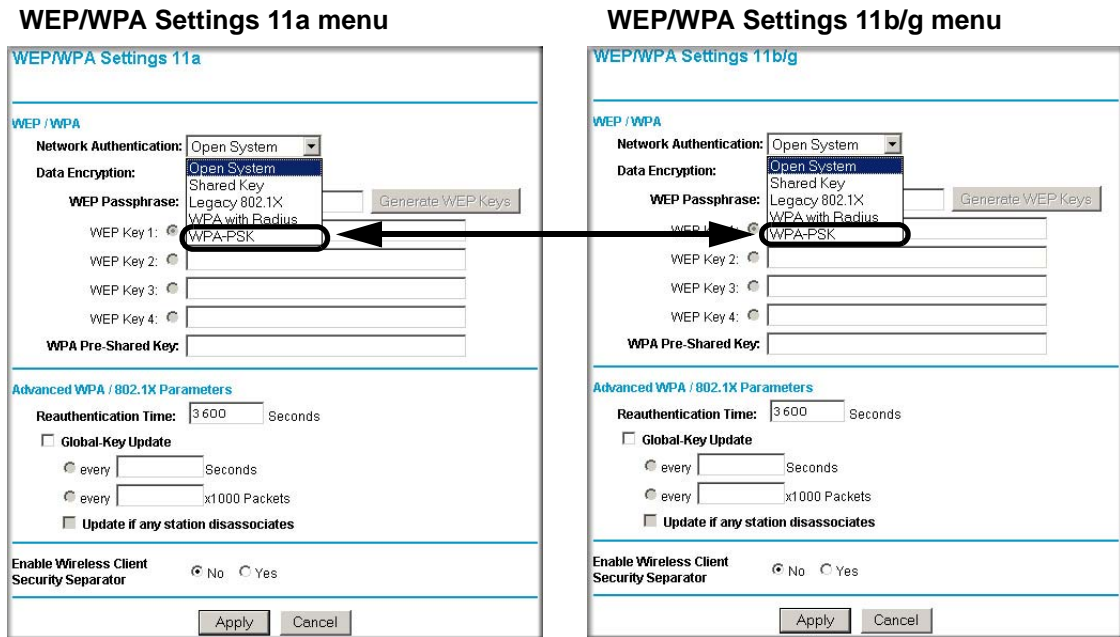 WEP/WPA Settings 11a menu
WEP/WPA Settings 11a
WEP / WPA
Network Authentication: Open System
Open System
Shared Key
Legacy 802.1X
WPA with Radius
WPA-PSK
Data Encryption:
WEP Passphrase: Generate WEP Keys
WEP Key 1:
WEP Key 2:
WEP Key 3:
WEP Key 4:
WPA Pre-Shared Key:
Advanced WPA / 802.1X Parameters
Reauthentication Time: 3600 Seconds
Global-Key Update
every Seconds
every x1000 Packets
Update if any station disassociates
Enable Wireless Client
Security Separator No Yes
Apply Cancel
WEP/WPA Settings 11b/g menu
WEP/WPA Settings 11b/g
WEP / WPA
Network Authentication: Open System
Open System
Shared Key
Legacy 802.1X
WPA with Radius
WPA-PSK
Data Encryption:
WEP Passphrase: Generate WEP Keys
WEP Key 1:
WEP Key 2:
WEP Key 3:
WEP Key 4:
WPA Pre-Shared Key:
Advanced WPA / 802.1X Parameters
Reauthentication Time: 3600 Seconds
Global-Key Update
every Seconds
every x1000 Packets
Update if any station disassociates
Enable Wireless Client
Security Separator No Yes
Apply Cancel